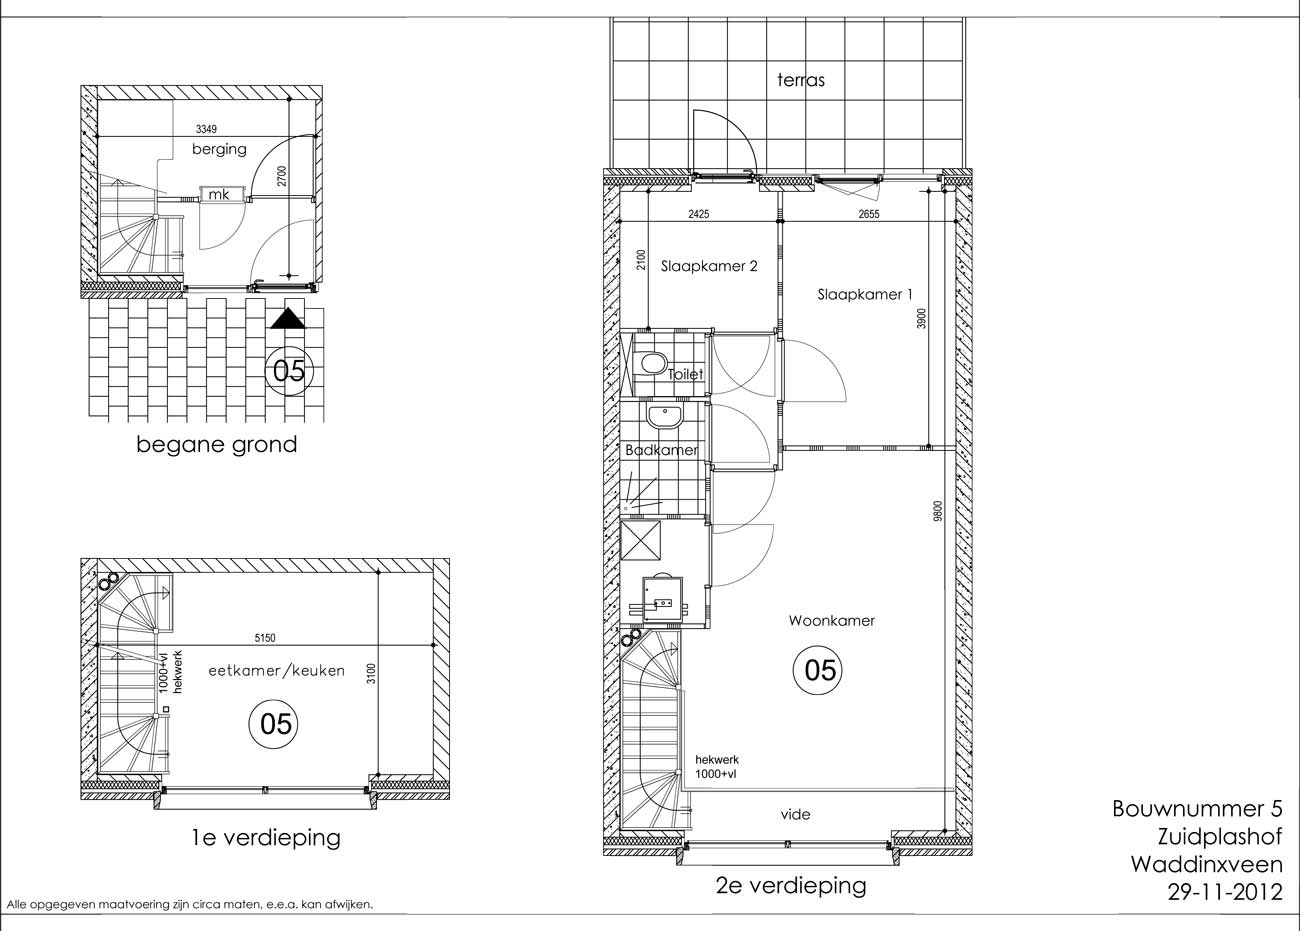 terras
3349
berging
2700
mk
05
begane grond
2425
2655
2100
Slaapkamer 2
Slaapkamer 1
3900
Toilet
Badkamer
9800
Woonkamer
05
hekwerk
1000+vl
vide
2e verdieping
5150
1000+vl
hekwerk
eetkamer/keuken
3100
05
1e verdieping
Bouwnummer 5
Zuidplashof
Waddinxveen
29-11-2012
Alle opgegeven maatvoering zijn circa maten, e.e.a. kan afwijken.